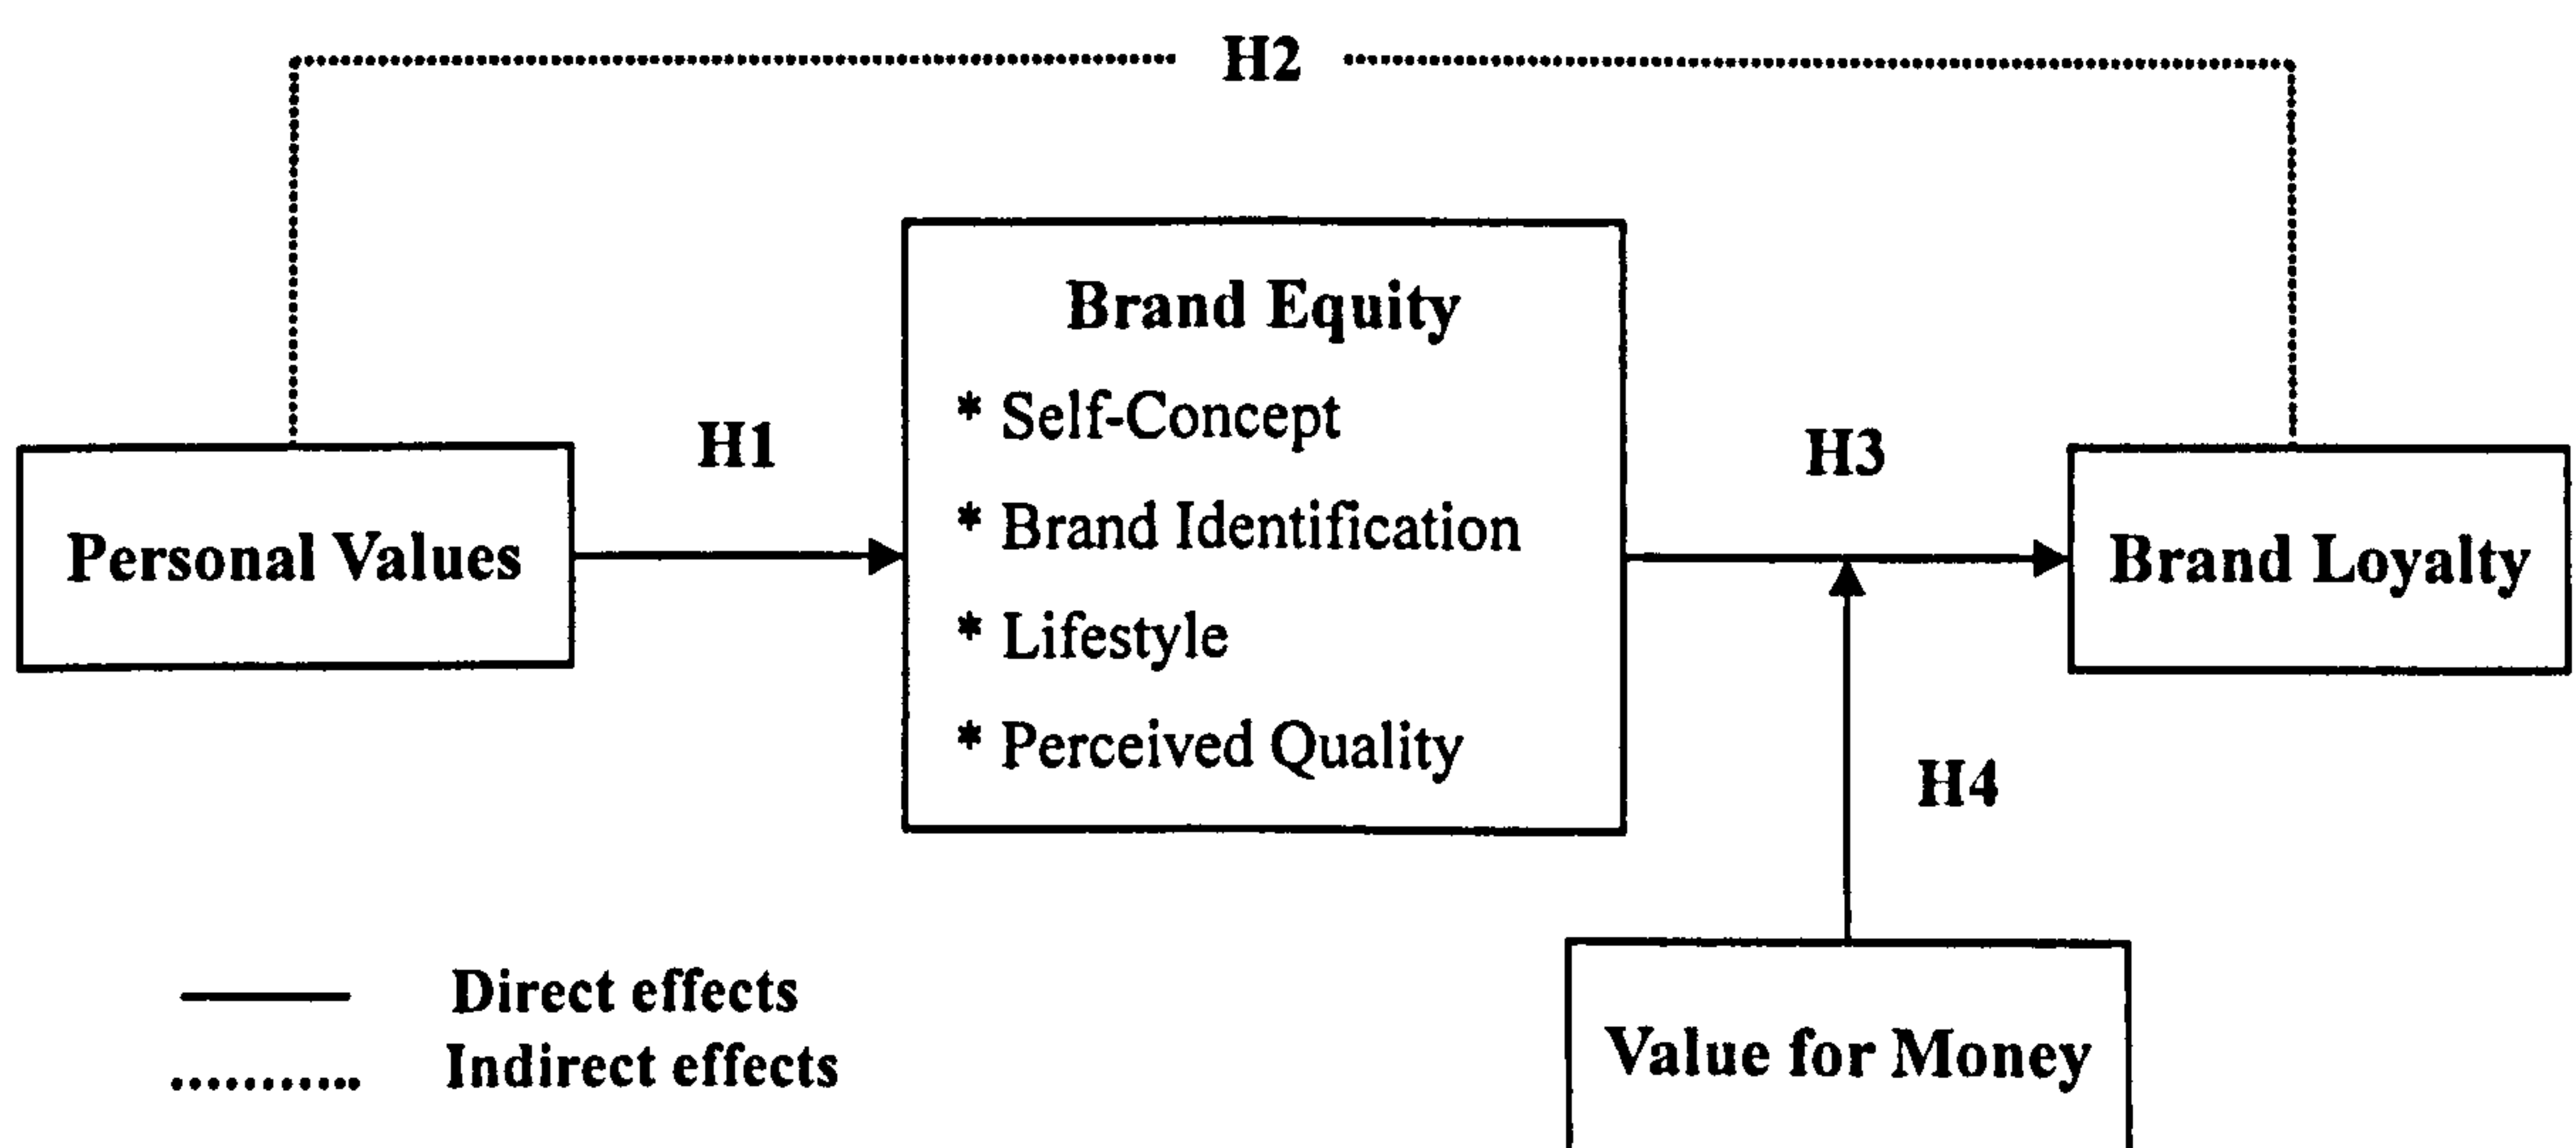 H2
Brand Equity
* Self-Concept
* Brand Identification
* Lifestyle
* Perceived Quality
H1
H3
Personal Values
Brand Loyalty
H4
Direct effects
Indirect effects
Value for Money